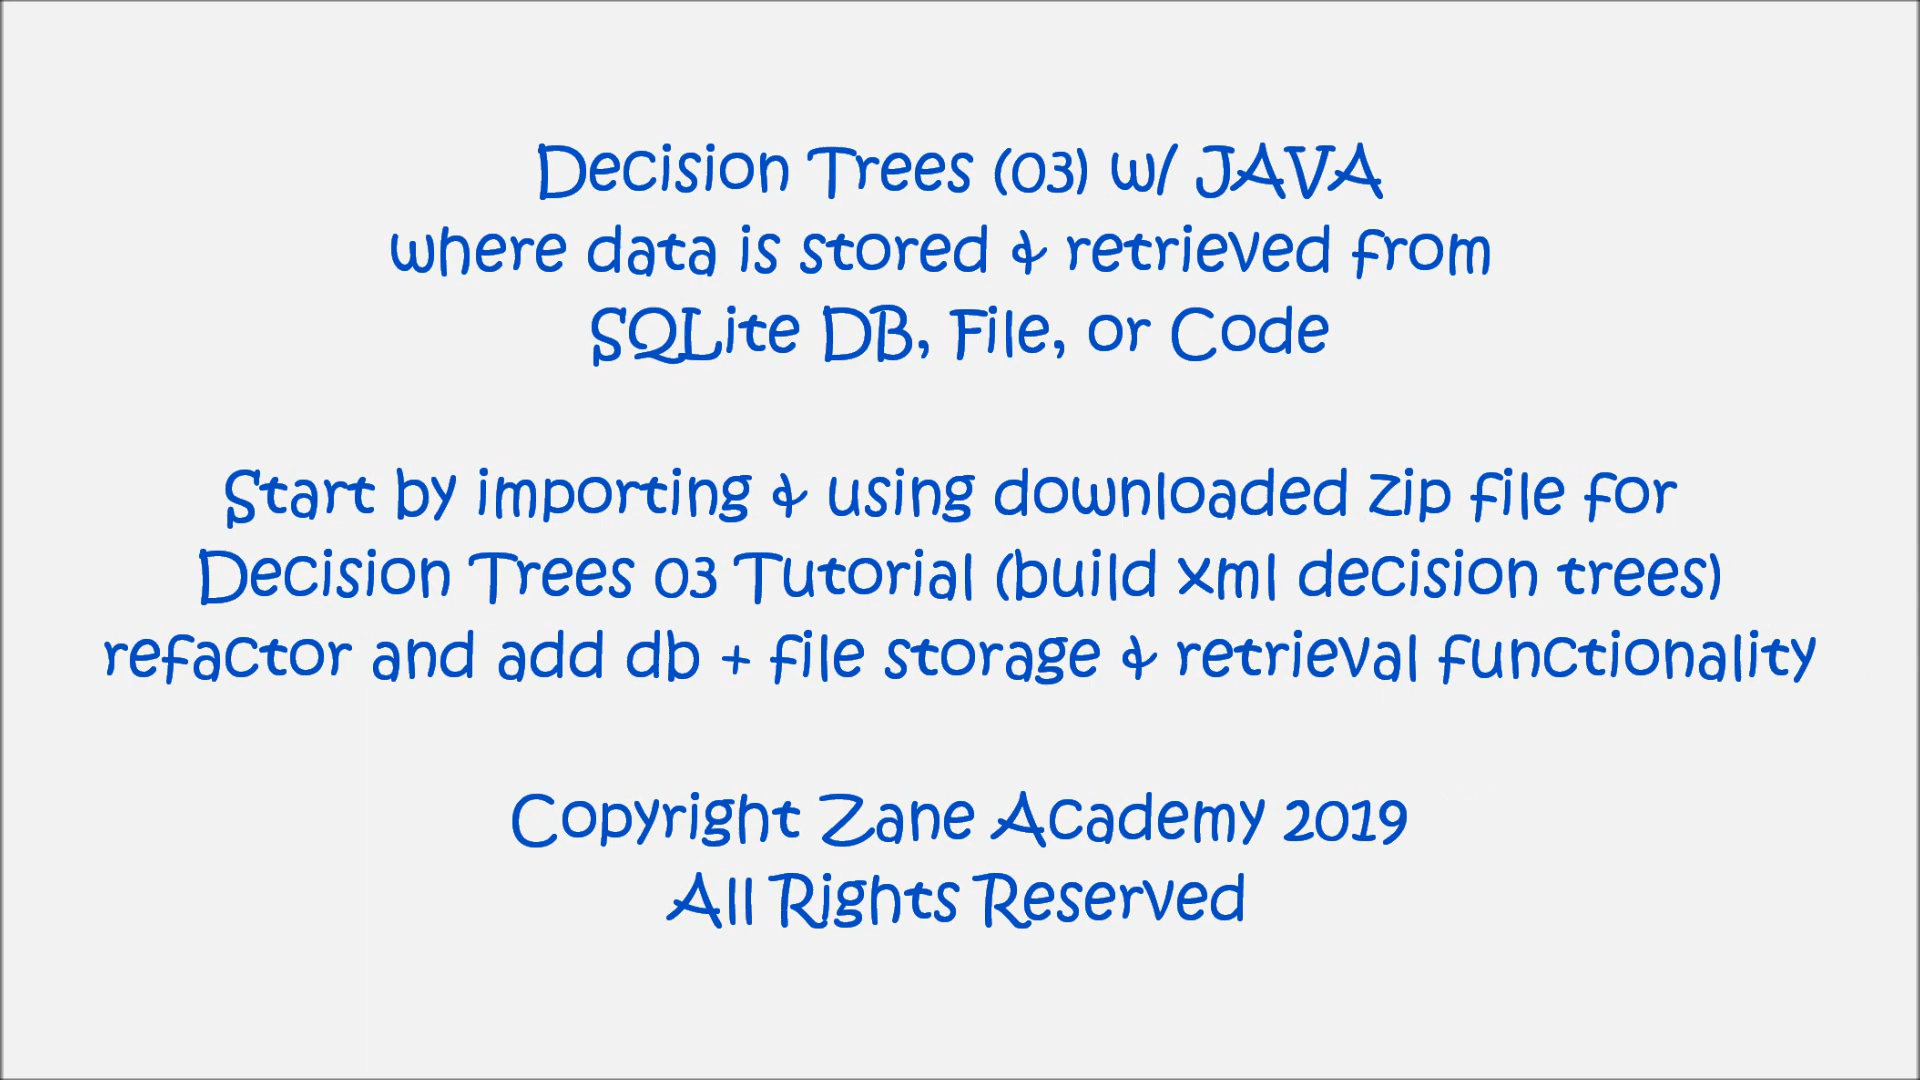 Decision Trees (03) w/ JAVA
where data is stored & retrieved from
SQLite DB, File, or Code
Start by importing & using downloaded zip file for
Decision Trees 03 Tutorial (build xml decision trees)
refactor and add db + file storage & retrieval functionality
Copyright Zane Academy 2019
All Rights Reserved